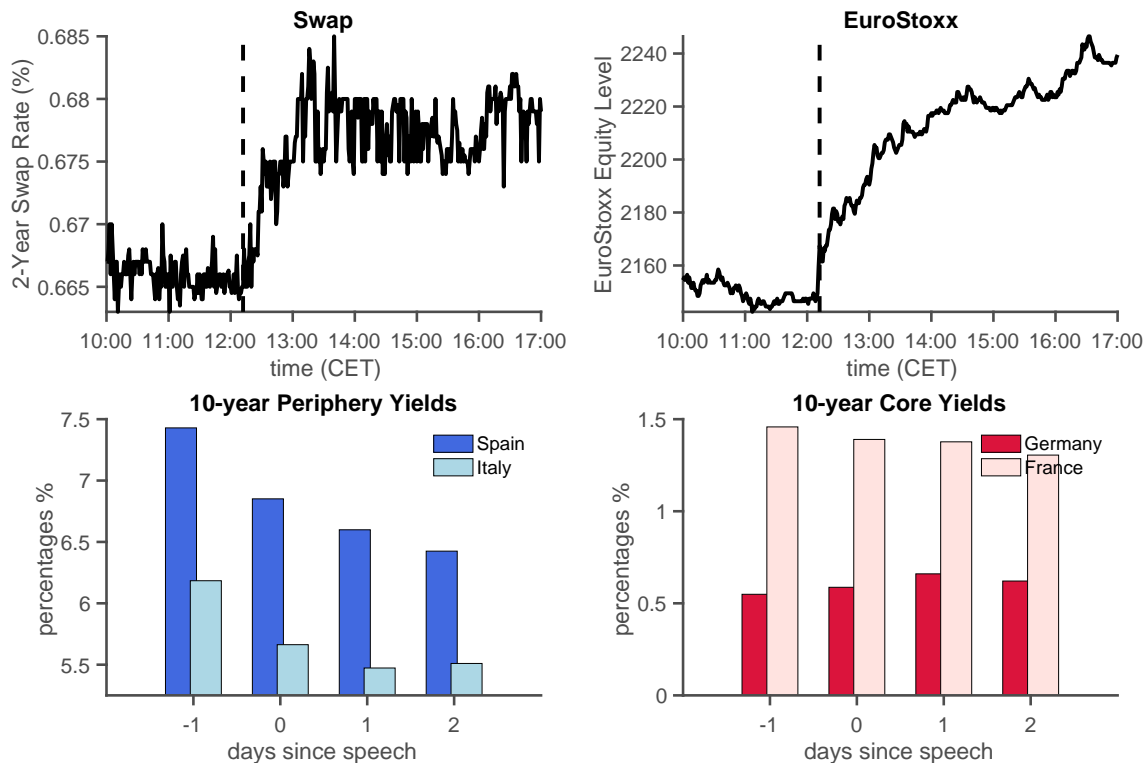 Swap
0.685
0.68
0.675
0.67
0.665
2-Year Swap Rate (%)
10:00 11:00 12:00 13:00 14:00 15:00 16:00 17:00
time (CET)
EuroStoxx
2240
2220
2200
2180
2160
EuroStoxx Equity Level
10:00 11:00 12:00 13:00 14:00 15:00 16:00 17:00
time (CET)
10-year Periphery Yields
7.5
7
6.5
6
5.5
percentages %
Spain
Italy
-1 0 1 2
days since speech
10-year Core Yields
1.5
1
0.5
0
percentages %
Germany
France
-1 0 1 2
days since speech